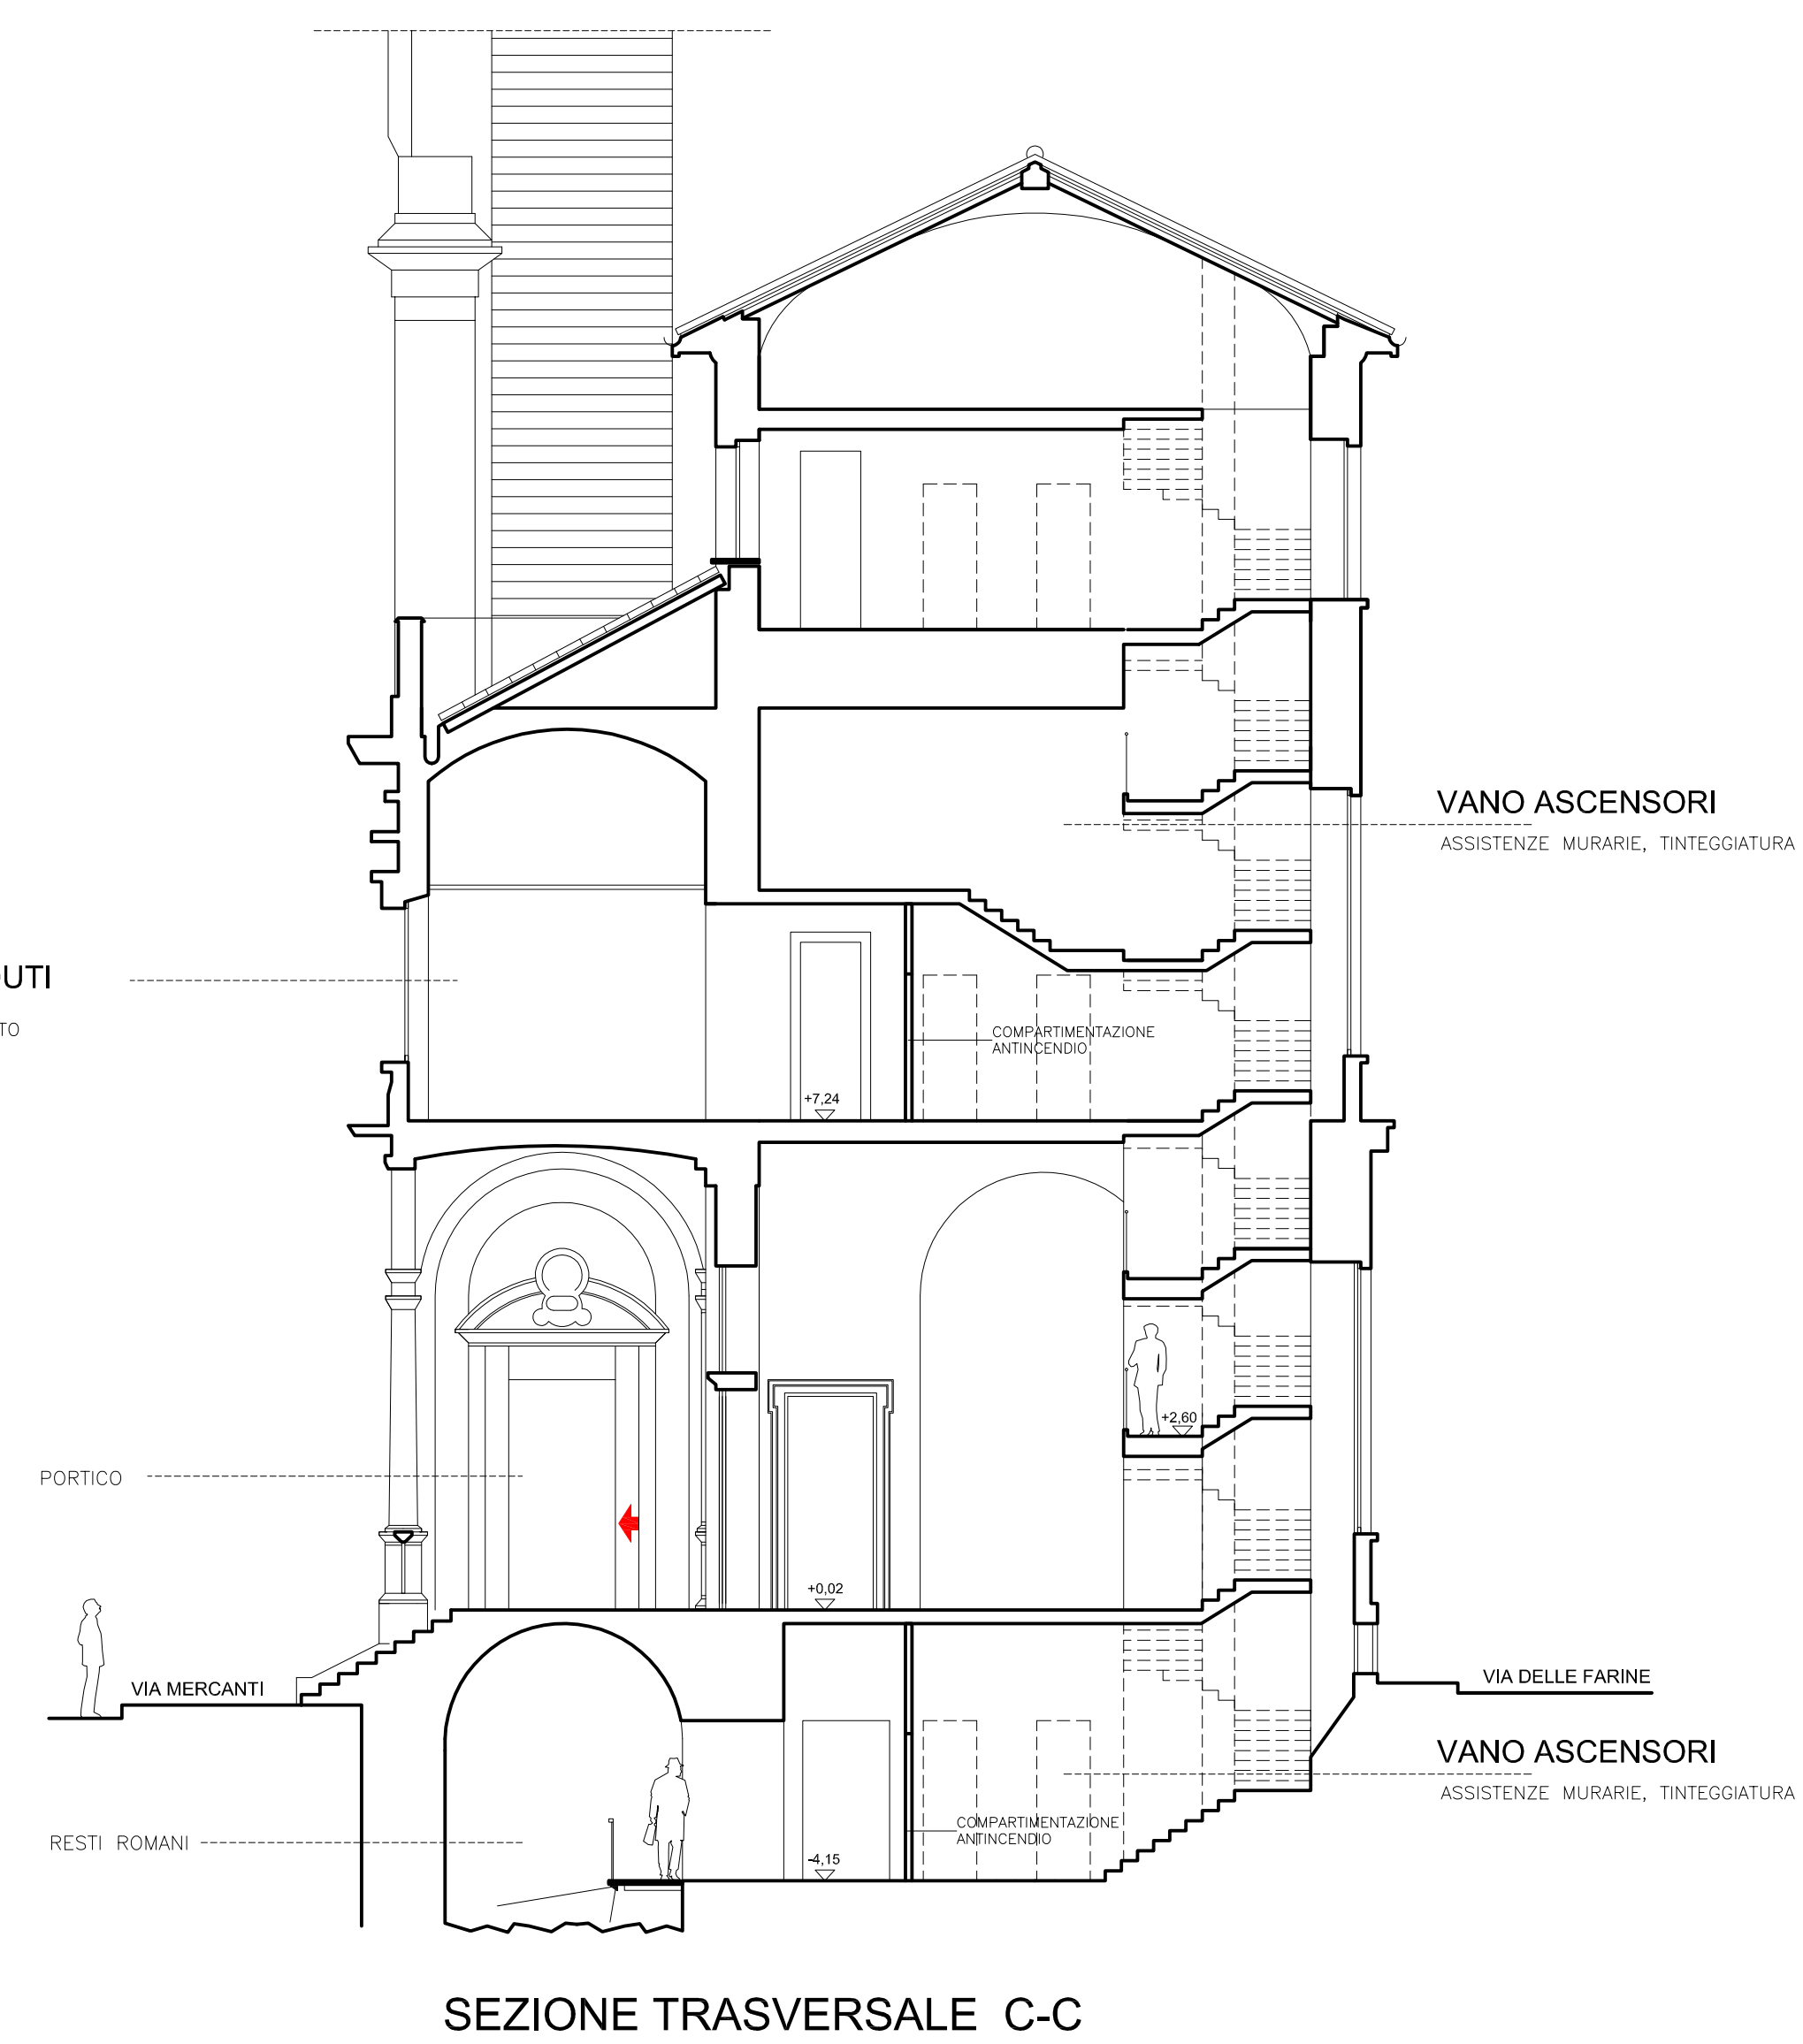 VANO ASCENSORI
ASSISTENZE MURARIE, TINTEGGIATURA
UTI
TO
COMPARTIMENTAZIONE
ANTINCENDIO
+7,24
+2,60
PORTICO
+0,02
VIA MERCANTI
VIA DELLE FARINE
VANO ASCENSORI
ASSISTENZE MURARIE, TINTEGGIATURA
COMPARTIMENTAZIONE
ANTINCENDIO
RESTI ROMANI
-4,15
SEZIONE TRASVERSALE C-C